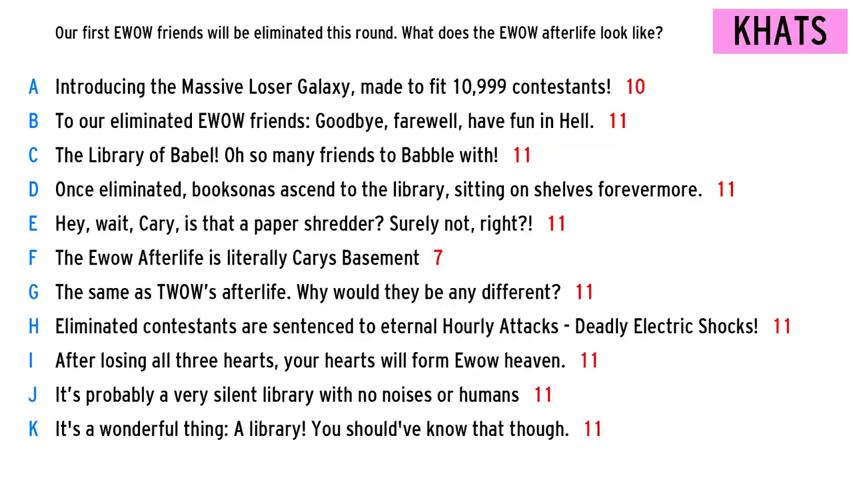 Our first EWOW friends will be eliminated this round. What does the EWOW afterlife look like?
KHATS
A Introducing the Massive Loser Galaxy, made to fit 10,999 contestants! 10
B To our eliminated EWOW friends: Goodbye, farewell, have fun in Hell. 11
C The Library of Babel! Oh so many friends to Babble with! 11
D Once eliminated, booksonas ascend to the library, sitting on shelves forevermore. 11
E Hey, wait, Cary, is that a paper shredder? Surely not, right?! 11
F The Ewow Afterlife is literally Carys Basement 7
G The same as TWOW's afterlife. Why would they be any different? 11
H Eliminated contestants are sentenced to eternal Hourly Attacks - Deadly Electric Shocks! 11
I After losing all three hearts, your hearts will form Ewow heaven. 11
J It's probably a very silent library with no noises or humans 11
K It's a wonderful thing: A library! You should've know that though. 11